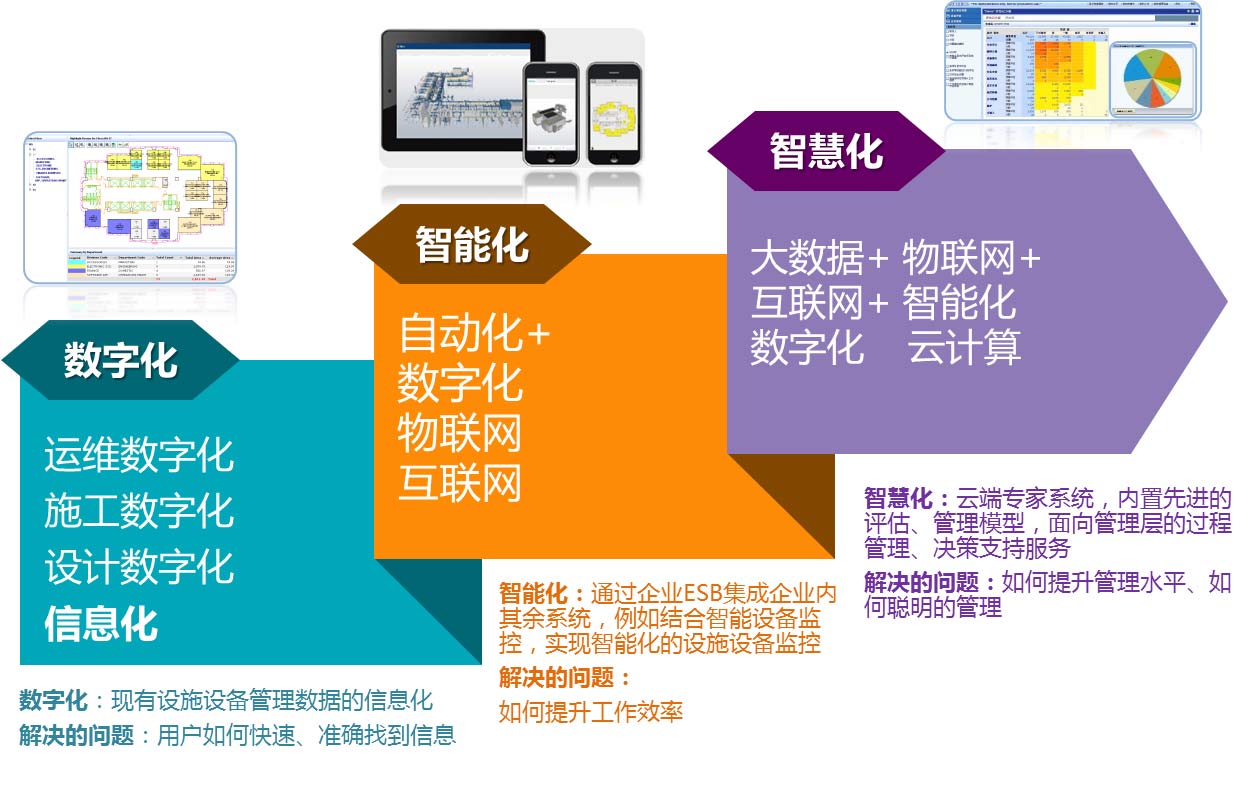 数字化
运维数字化
施工数字化
设计数字化
信息化
数字化：现有设施设备管理数据的信息化
解决的问题：用户如何快速、准确找到信息
智能化
自动化+
数字化
物联网
互联网
智能化：通过企业ESB集成企业内
其余系统，例如结合智能设备监
控，实现智能化的设施设备监控
解决的问题：
如何提升工作效率
智慧化
大数据+ 物联网+
互联网+ 智能化
数字化 云计算
智慧化：云端专家系统，内置先进的
评估、管理模型，面向管理层的过程
管理、决策支持服务
解决的问题：如何提升管理水平、如
何聪明的管理